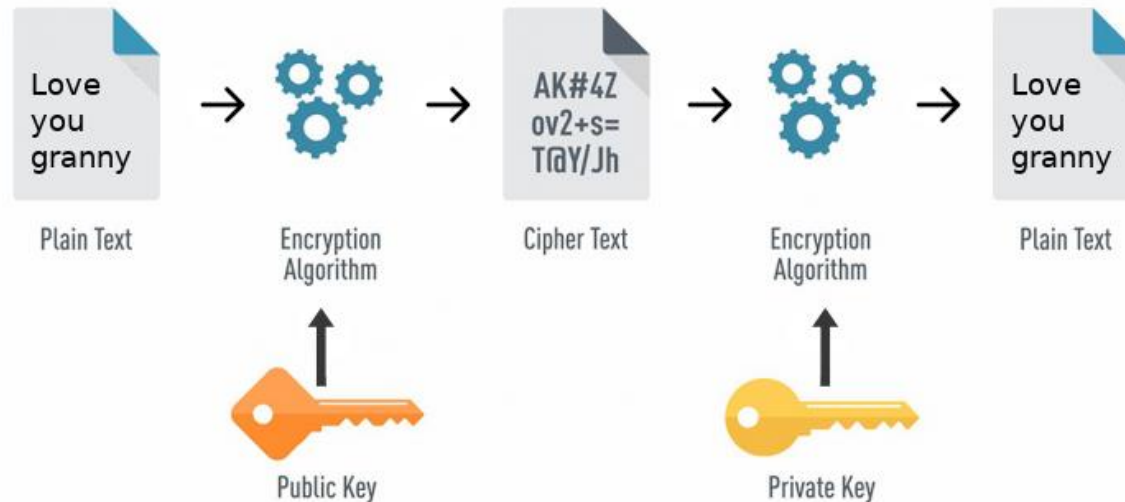 Love
you
granny
AK#4Z
ov2+s=
T@Y/Jh
Love
you
granny
Plain Text
Encryption
Algorithm
Cipher Text
Encryption
Algorithm
Plain Text
Public Key
Private Key